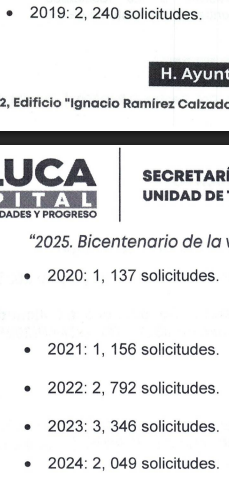 • 2019: 2, 240 solicitudes.
H. Ayunt
2, Edificio "Ignacio Ramírez Calzado
LUCA
PITAL
DADES Y PROGRESO
SECRETARÍ
UNIDAD DE T
"2025. Bicentenario de la v
• 2020: 1, 137 solicitudes.
• 2021: 1, 156 solicitudes.
• 2022: 2, 792 solicitudes.
• 2023: 3, 346 solicitudes.
• 2024: 2, 049 solicitudes.